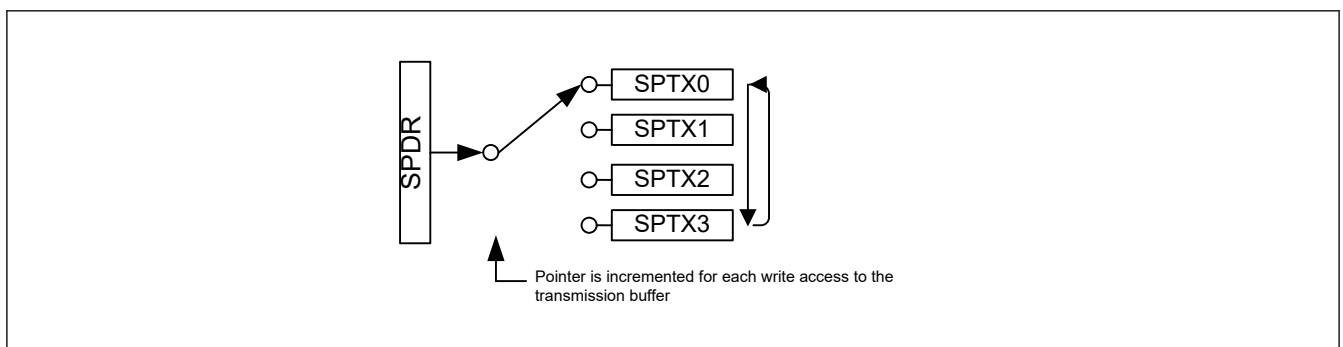 SPDR
SPTX0
SPTX1
SPTX2
SPTX3
Pointer is incremented for each write access to the
transmission buffer